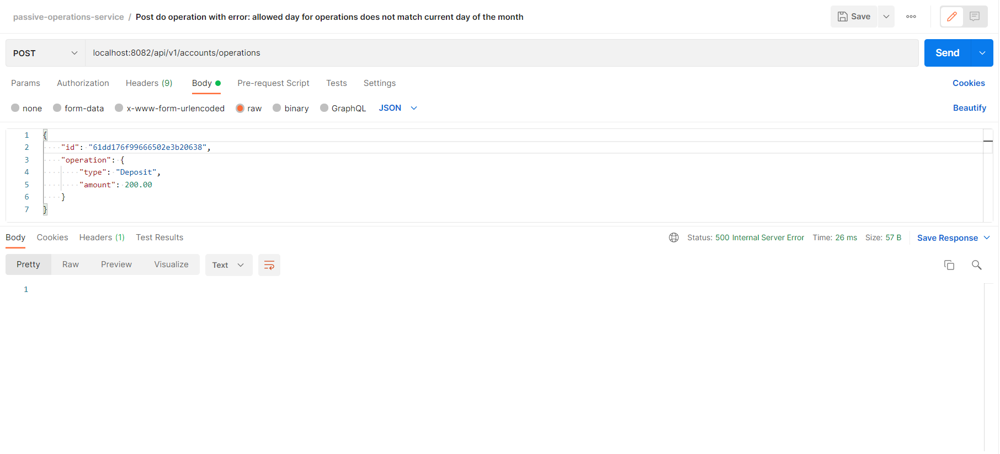 passive-operations-service / Post do operation with error: allowed day for operations does not match current day of the month
Save
POST
localhost:8082/api/v1/accounts/operations
Send
Params Authorization Headers (9) Body Pre-request Script Tests Settings Cookies
none form-data x-www-form-urlencoded raw binary GraphQL JSON Beautify
1 {
2 "id": "61dd176f99666502e3b20638",
3 "operation": {
4 "type": "Deposit",
5 "amount": 200.00
6 }
7 }
Body Cookies Headers (1) Test Results Status: 500 Internal Server Error Time: 26 ms Size: 57 B Save Response
Pretty Raw Preview Visualize Text
1